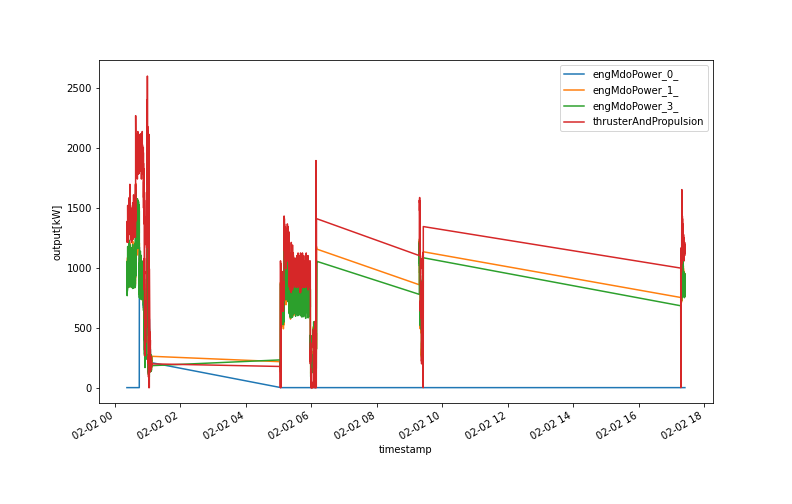 engMdoPower_0_
engMdoPower_1_
engMdoPower_3_
thrusterAndPropulsion
output[kW]
2500
2000
1500
1000
500
0
02-02 00
02-02 02
02-02 04
02-02 06
02-02 08
02-02 10
02-02 12
02-02 14
02-02 16
02-02 18
timestamp